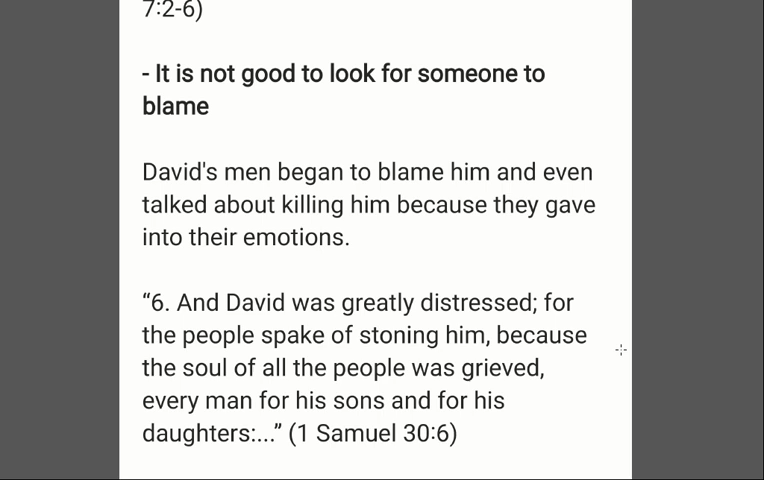 7:2-6)
- It is not good to look for someone to
blame
David's men began to blame him and even
talked about killing him because they gave
into their emotions.
“6. And David was greatly distressed; for
the people spake of stoning him, because
the soul of all the people was grieved,
every man for his sons and for his
daughters:...” (1 Samuel 30:6)